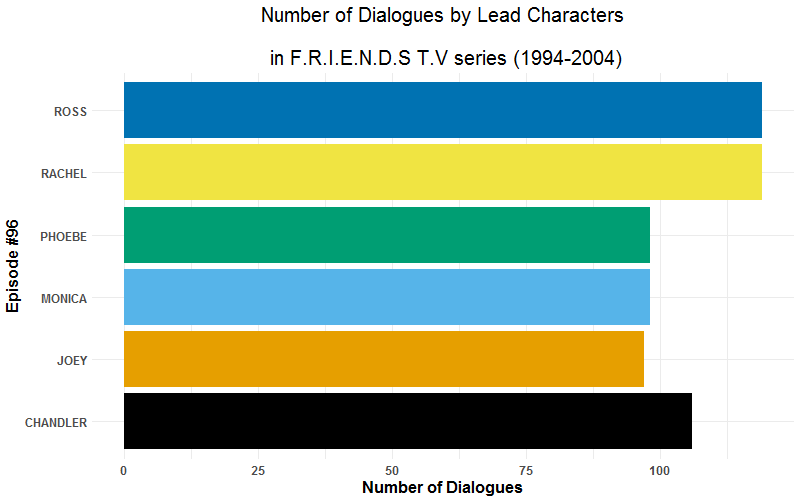 Number of Dialogues by Lead Characters
in F.R.I.E.N.D.S T.V series (1994-2004)
Episode #96
ROSS
RACHEL
PHOEBE
MONICA
JOEY
CHANDLER
0 25 50 75 100
Number of Dialogues